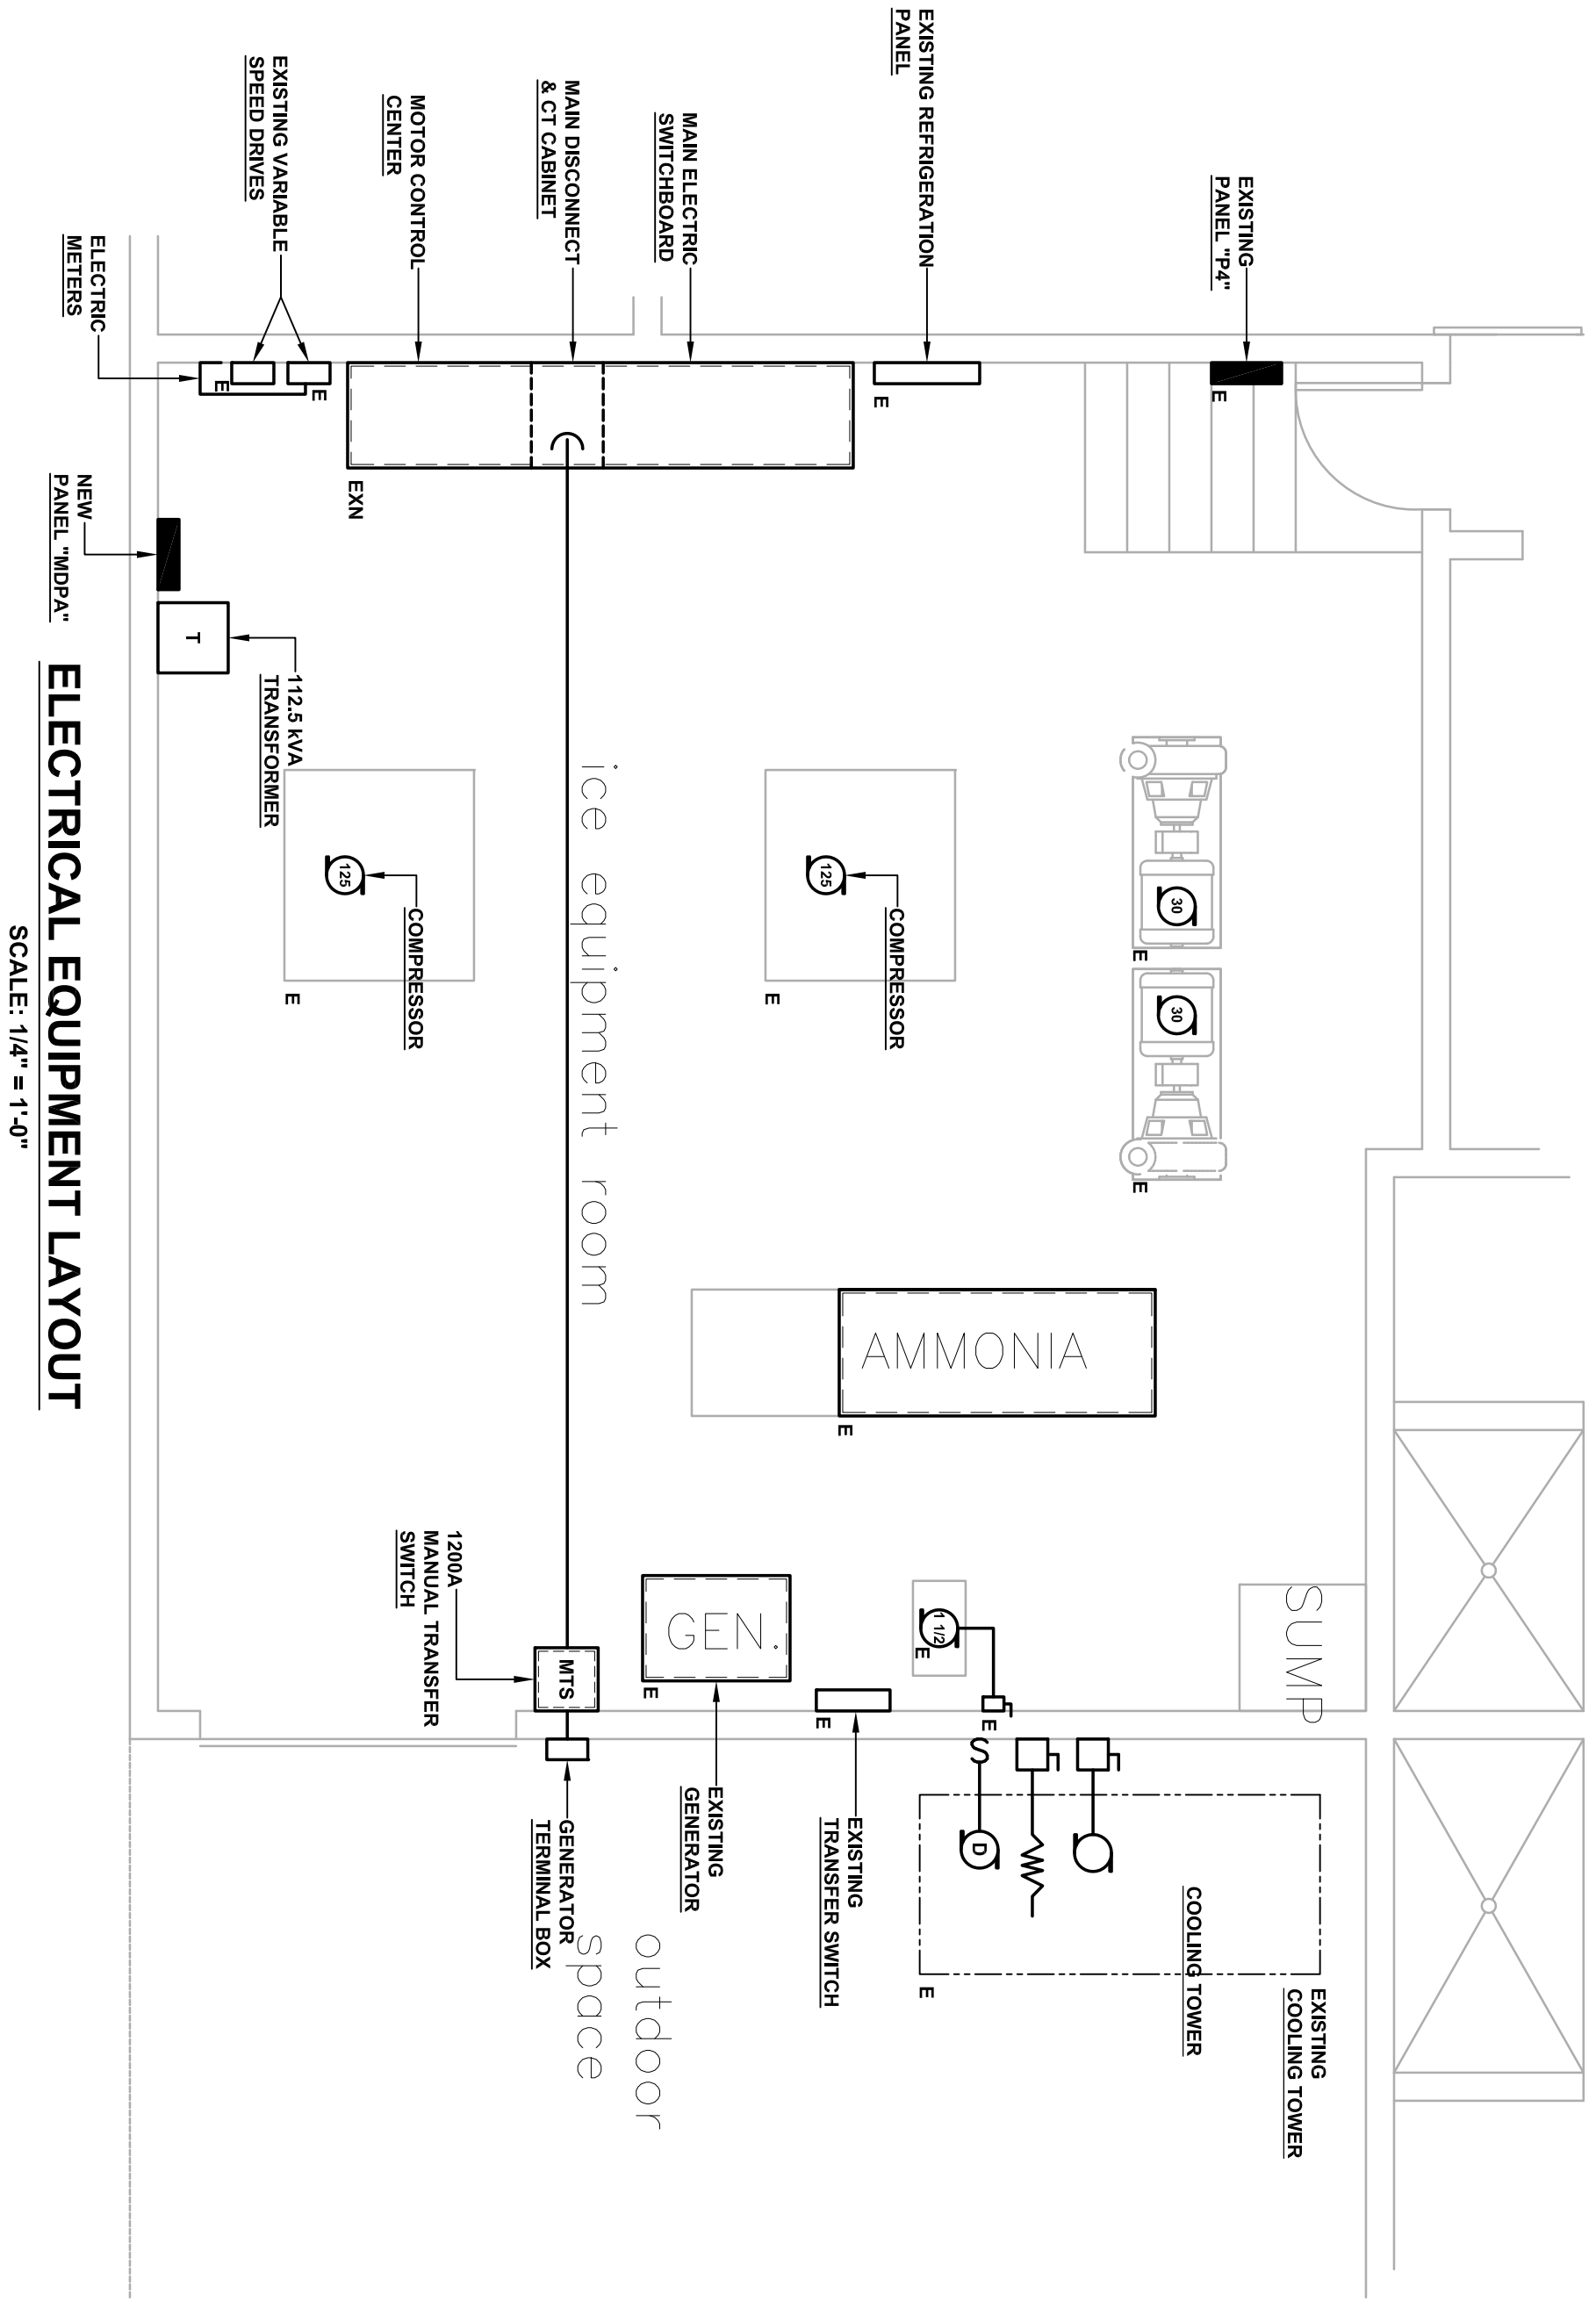 EXISTING
PANEL "P4"
E
EXISTING REFRIGERATION
PANEL
E
MAIN ELECTRIC
SWITCHBOARD
MAIN DISCONNECT
& CT CABINET
MOTOR CONTROL
CENTER
EXN
EXISTING VARIABLE
SPEED DRIVES
E
E
ELECTRIC
METERS
NEW
PANEL "MDPA"
T
112.5 kVA
TRANSFORMER
30
E
30
E
125
COMPRESSOR
E
125
COMPRESSOR
E
ice equipment room
AMMONIA
E
SUMP
1 1/2
E
E
GEN.
E
EXISTING
GENERATOR
E
EXISTING
TRANSFER SWITCH
1200A
MANUAL TRANSFER
SWITCH
MTS
GENERATOR
TERMINAL BOX
S
D
COOLING TOWER
E
EXISTING
COOLING TOWER
outdoor
space
ELECTRICAL EQUIPMENT LAYOUT
SCALE: 1/4" = 1'-0"